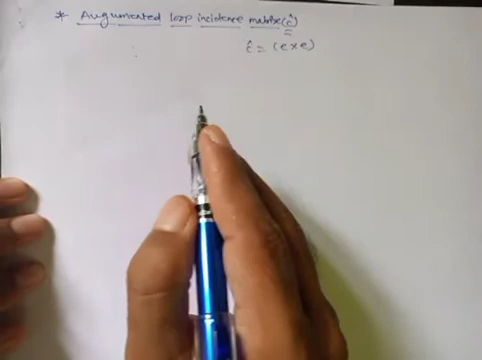 * Augumented loop incidence matrix (ĉ)
ĉ = (e×e)